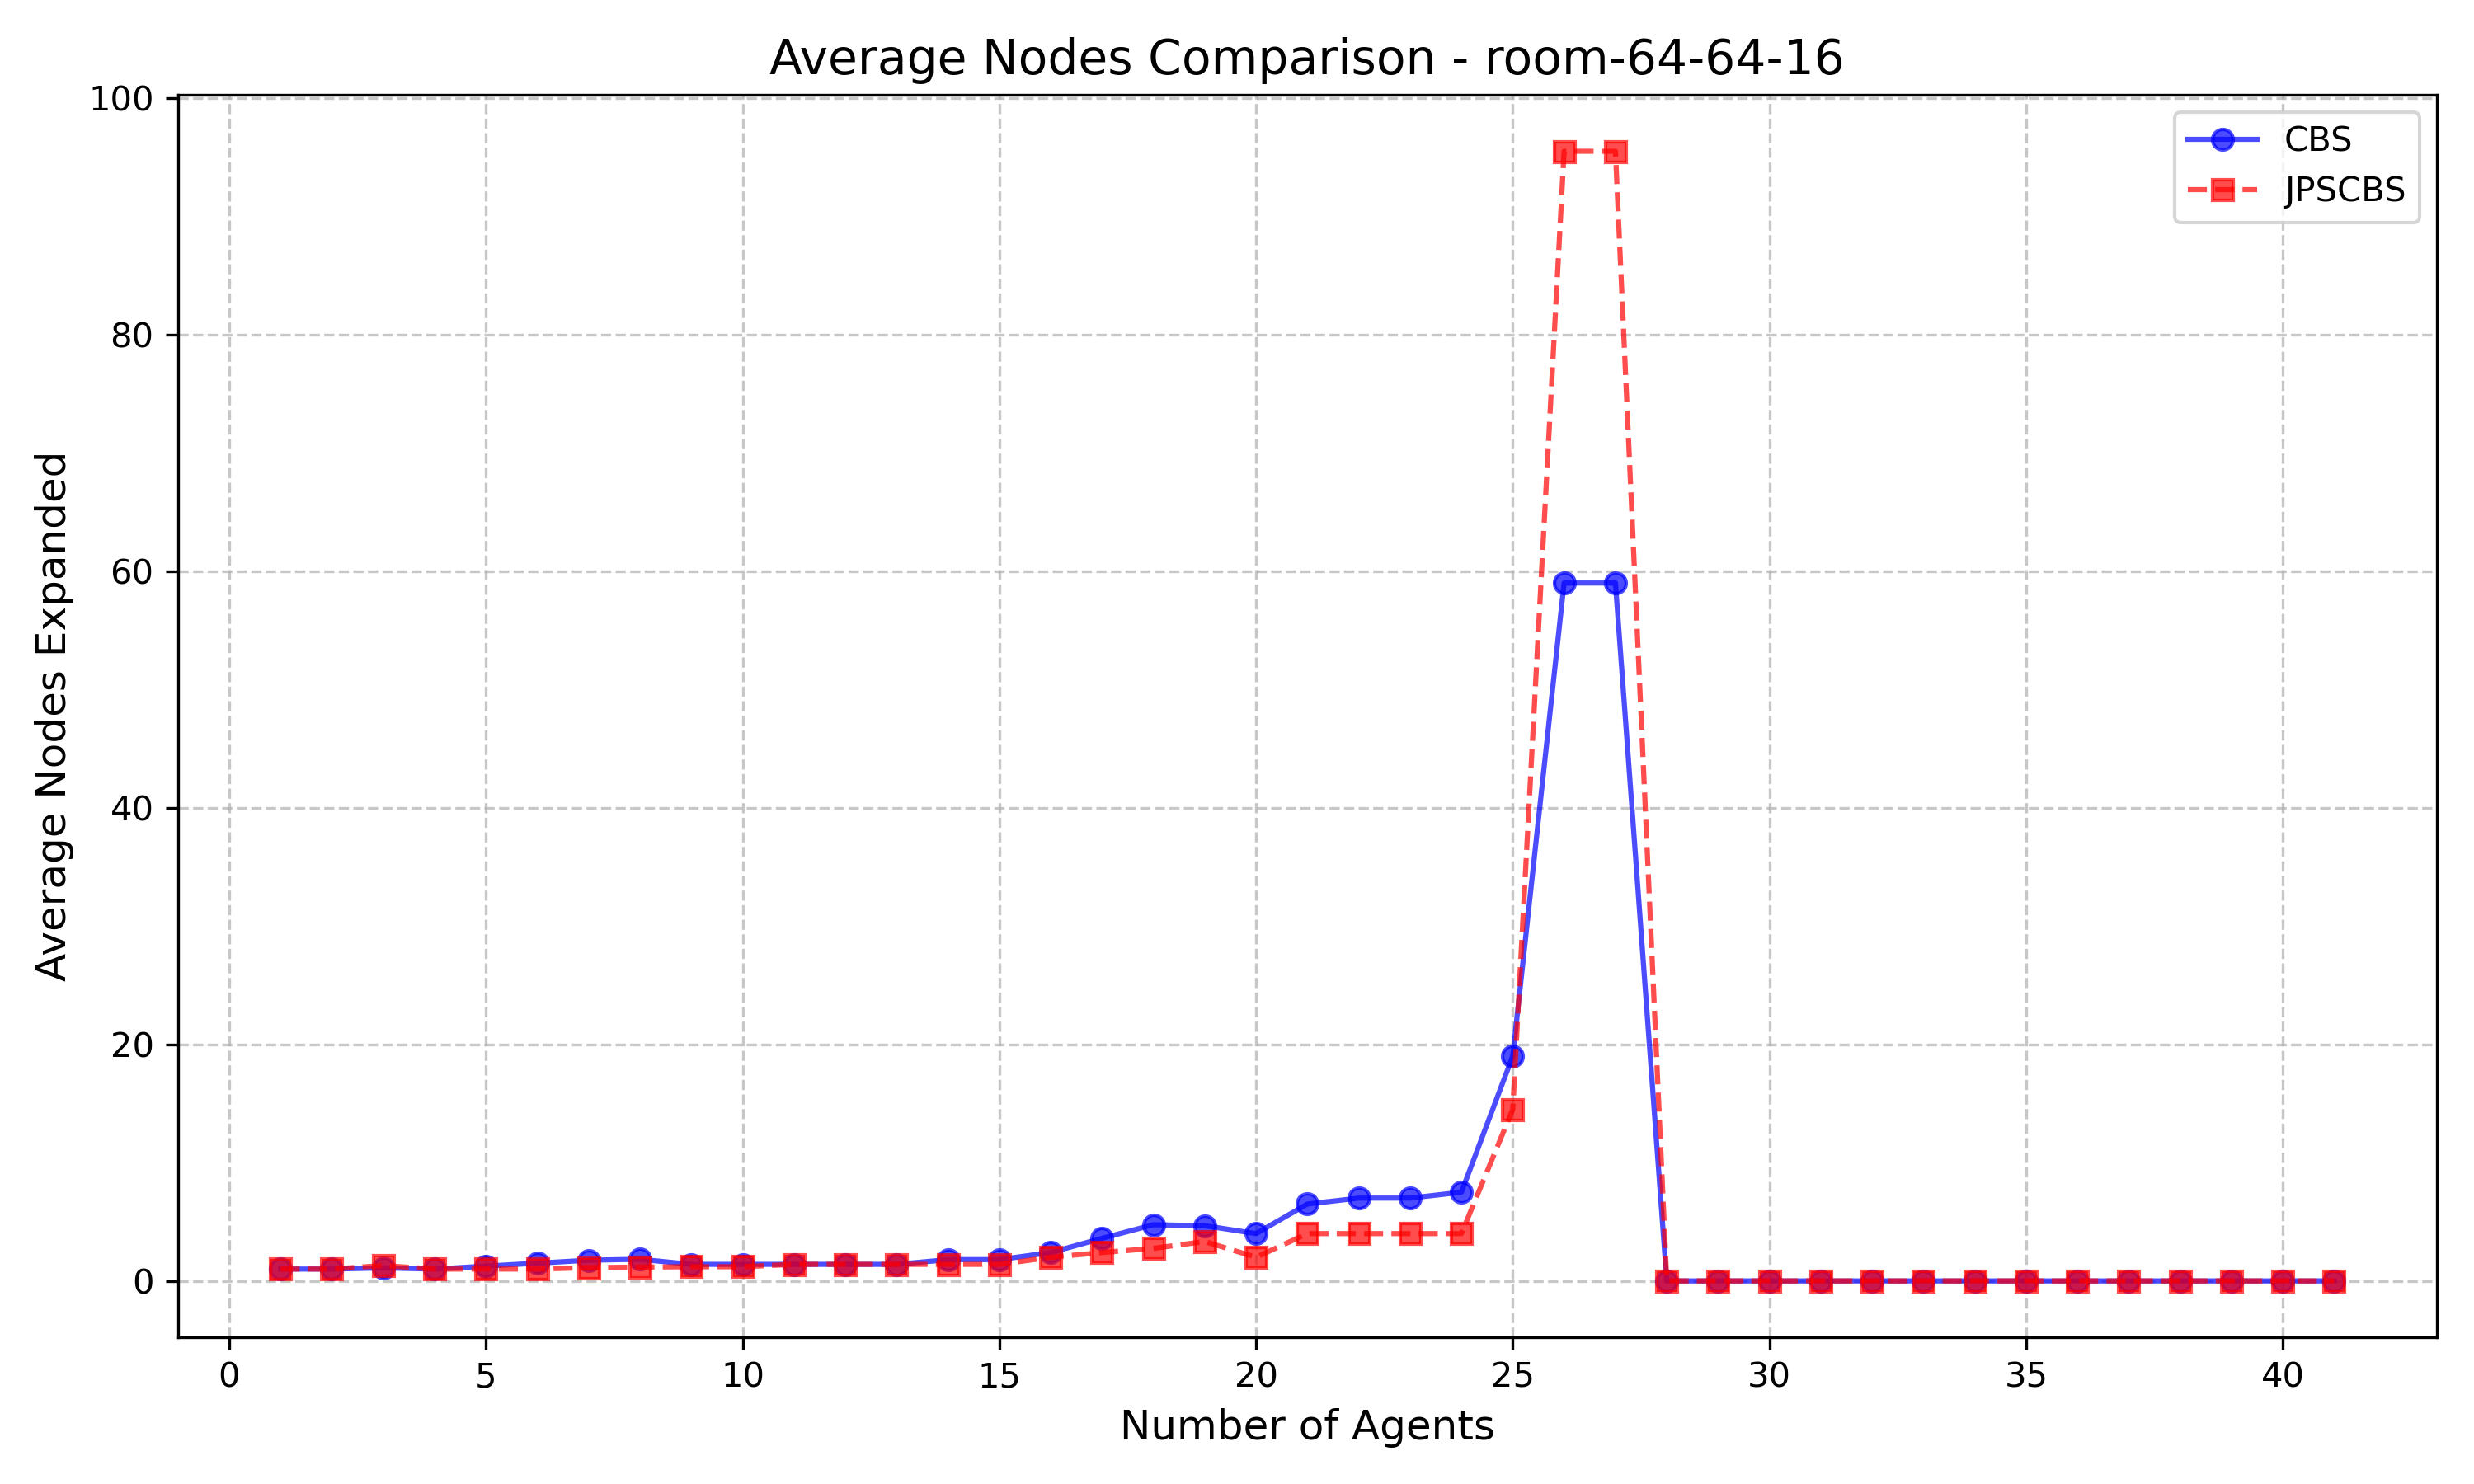 Average Nodes Comparison - room-64-64-16
Average Nodes Expanded
100
80
60
40
20
0
CBS
JPSCBS
0 5 10 15 20 25 30 35 40
Number of Agents